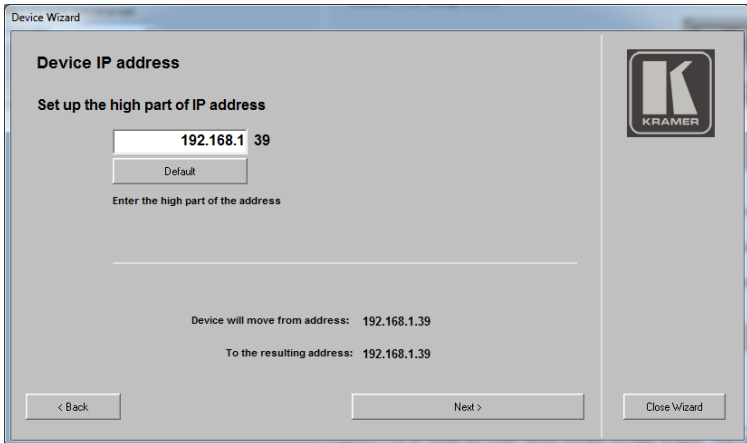 Device Wizard
Device IP address
Set up the high part of IP address
192.168.1 39
Default
Enter the high part of the address
Device will move from address: 192.168.1.39
To the resulting address: 192.168.1.39
< Back
Next >
Close Wizard
KRAMER